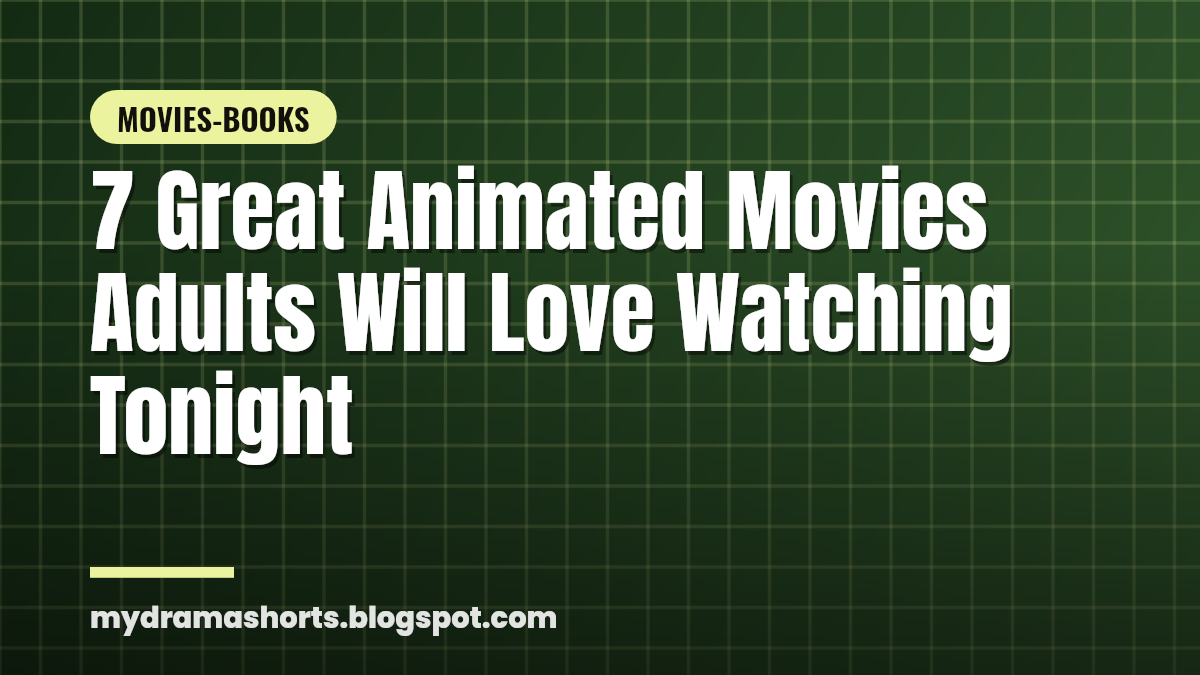 MOVIES-BOOKS
7 Great Animated Movies
Adults Will Love Watching
Tonight
mydramashorts.blogspot.com